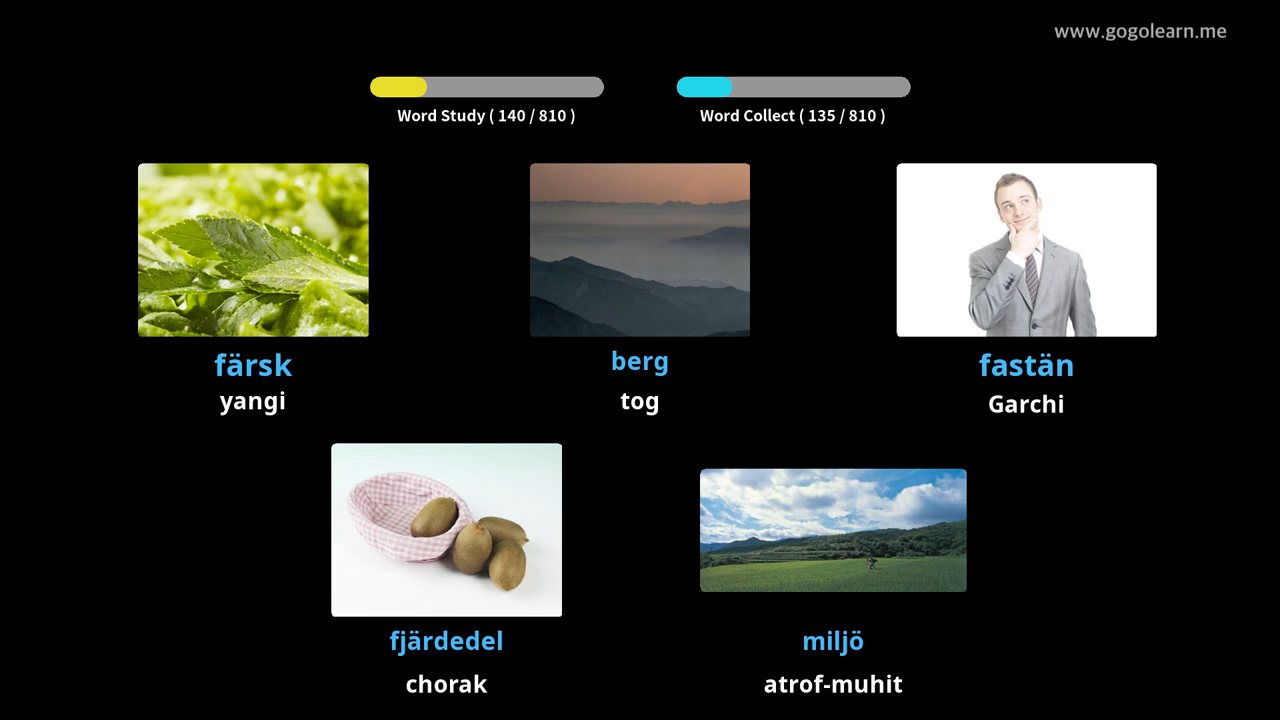 www.gogolearn.me
Word Study ( 140 / 810 )
Word Collect ( 135 / 810 )
färsk
yangi
berg
tog
fastän
Garchi
fjärdedel
chorak
miljö
atrof-muhit